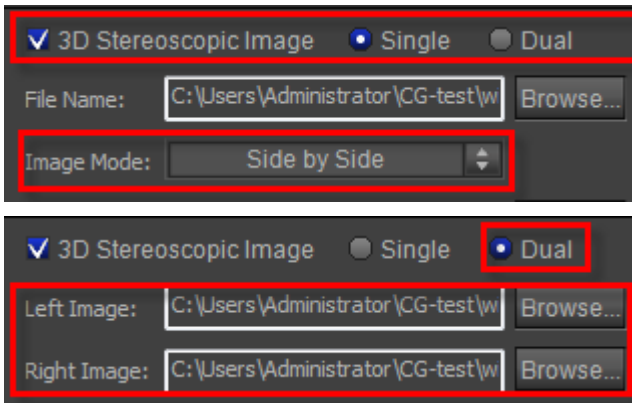 3D Stereoscopic Image Single Dual
File Name: C:\Users\Administrator\CG-test\w Browse...
Image Mode: Side by Side
3D Stereoscopic Image Single Dual
Left Image: C:\Users\Administrator\CG-test\w Browse...
Right Image: C:\Users\Administrator\CG-test\w Browse...